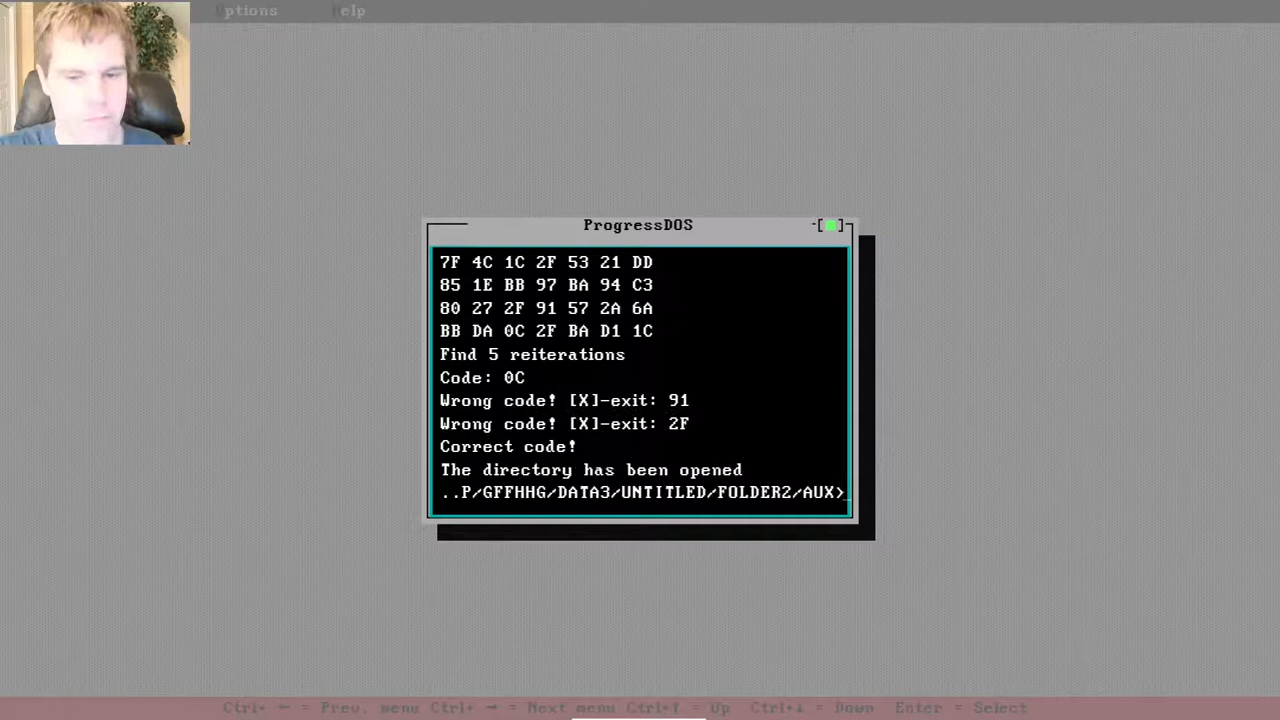 Options Help
ProgressDOS
7F 4C 1C 2F 53 21 DD
85 1E BB 97 BA 94 C3
80 27 2F 91 57 2A 6A
BB DA 0C 2F BA D1 1C
Find 5 reiterations
Code: 0C
Wrong code! [X]-exit: 91
Wrong code! [X]-exit: 2F
Correct code!
The directory has been opened
..P/GFFHHG/DATA3/UNTITLED/FOLDER2/AUX>_
Ctrl+ ← = Prev. menu Ctrl+ → = Next menu Ctrl+↑ = Up Ctrl+↓ = Down Enter = Select